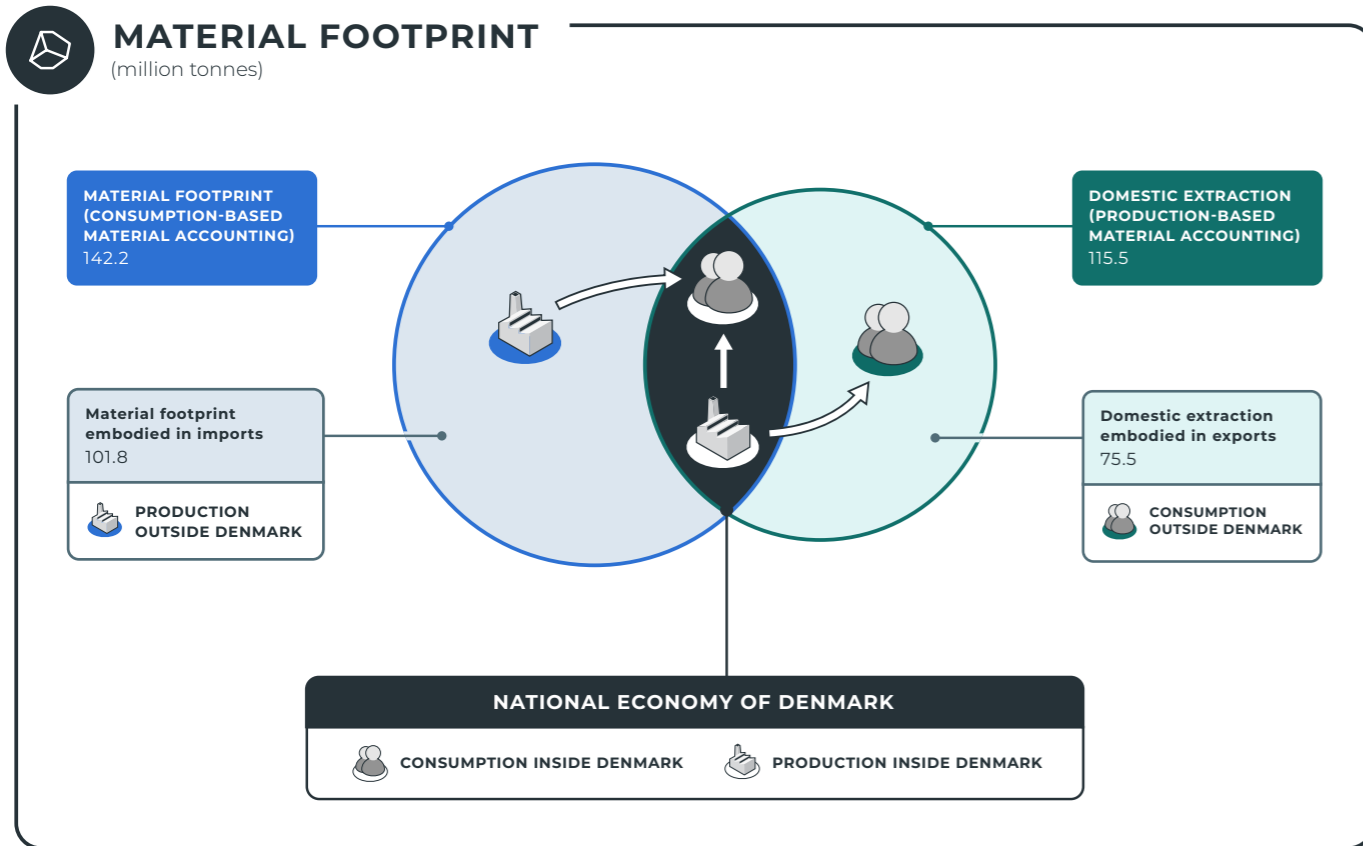 MATERIAL FOOTPRINT
(million tonnes)
MATERIAL FOOTPRINT
(CONSUMPTION-BASED
MATERIAL ACCOUNTING)
142.2
DOMESTIC EXTRACTION
(PRODUCTION-BASED
MATERIAL ACCOUNTING)
115.5
Material footprint
embodied in imports
101.8
PRODUCTION
OUTSIDE DENMARK
Domestic extraction
embodied in exports
75.5
CONSUMPTION
OUTSIDE DENMARK
NATIONAL ECONOMY OF DENMARK
CONSUMPTION INSIDE DENMARK
PRODUCTION INSIDE DENMARK